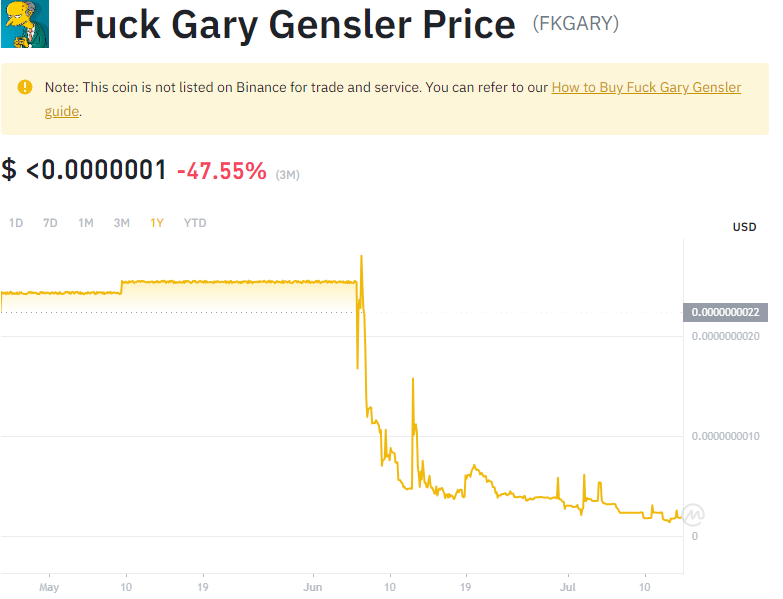 Fuck Gary Gensler Price (FKGARY)
Note: This coin is not listed on Binance for trade and service. You can refer to our How to Buy Fuck Gary Gensler
guide.
$ <0.0000001 -47.55% (3M)
1D 7D 1M 3M 1Y YTD
USD
0.0000000022
0.0000000020
0.0000000010
0
May 10 19 Jun 10 19 Jul 10